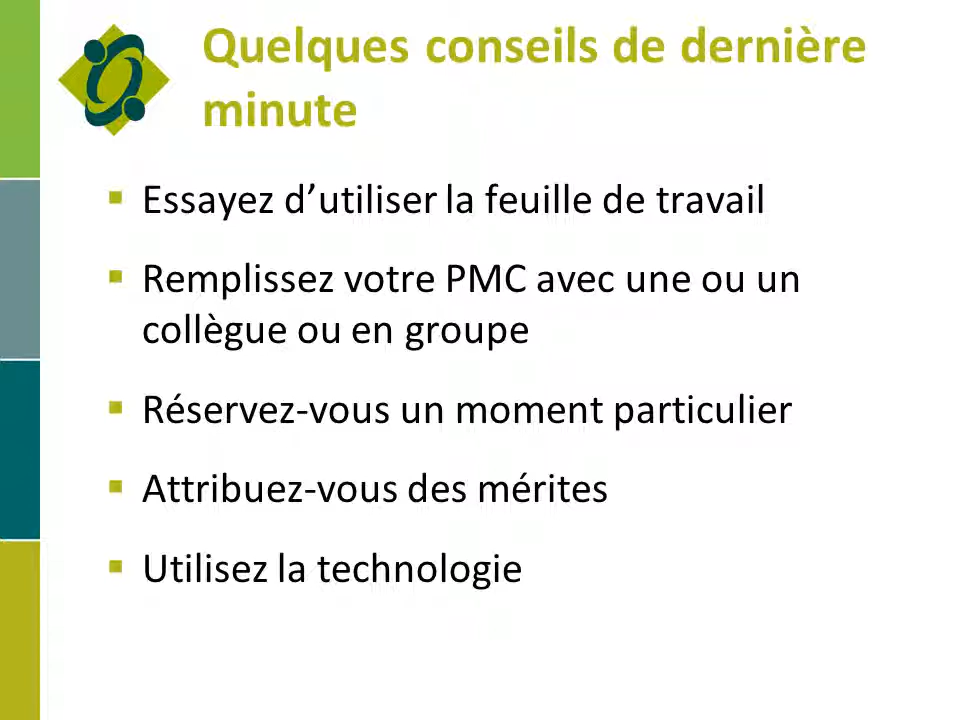 Quelques conseils de dernière
minute
Essayez d’utiliser la feuille de travail
Remplissez votre PMC avec une ou un
collègue ou en groupe
Réservez-vous un moment particulier
Attribuez-vous des mérites
Utilisez la technologie